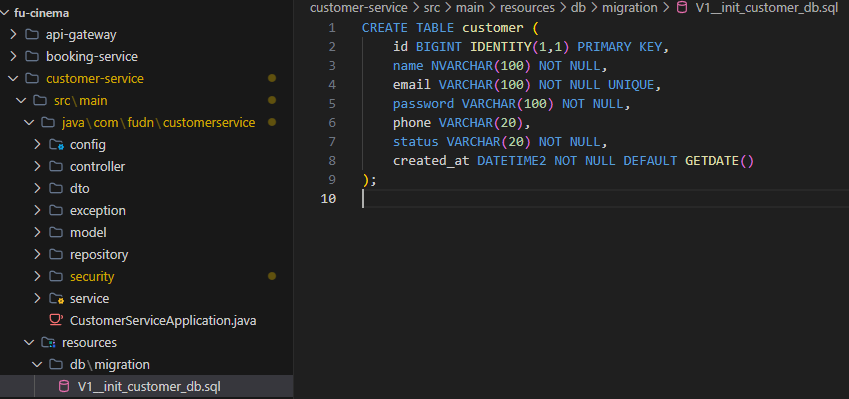 fu-cinema
api-gateway
booking-service
customer-service
src\main
java\com\fudn\customerservice
config
controller
dto
exception
model
repository
security
service
CustomerServiceApplication.java
resources
db\migration
V1__init_customer_db.sql
customer-service > src > main > resources > db > migration > V1__init_customer_db.sql
1 CREATE TABLE customer (
2 id BIGINT IDENTITY(1,1) PRIMARY KEY,
3 name NVARCHAR(100) NOT NULL,
4 email VARCHAR(100) NOT NULL UNIQUE,
5 password VARCHAR(100) NOT NULL,
6 phone VARCHAR(20),
7 status VARCHAR(20) NOT NULL,
8 created_at DATETIME2 NOT NULL DEFAULT GETDATE()
9 );
10